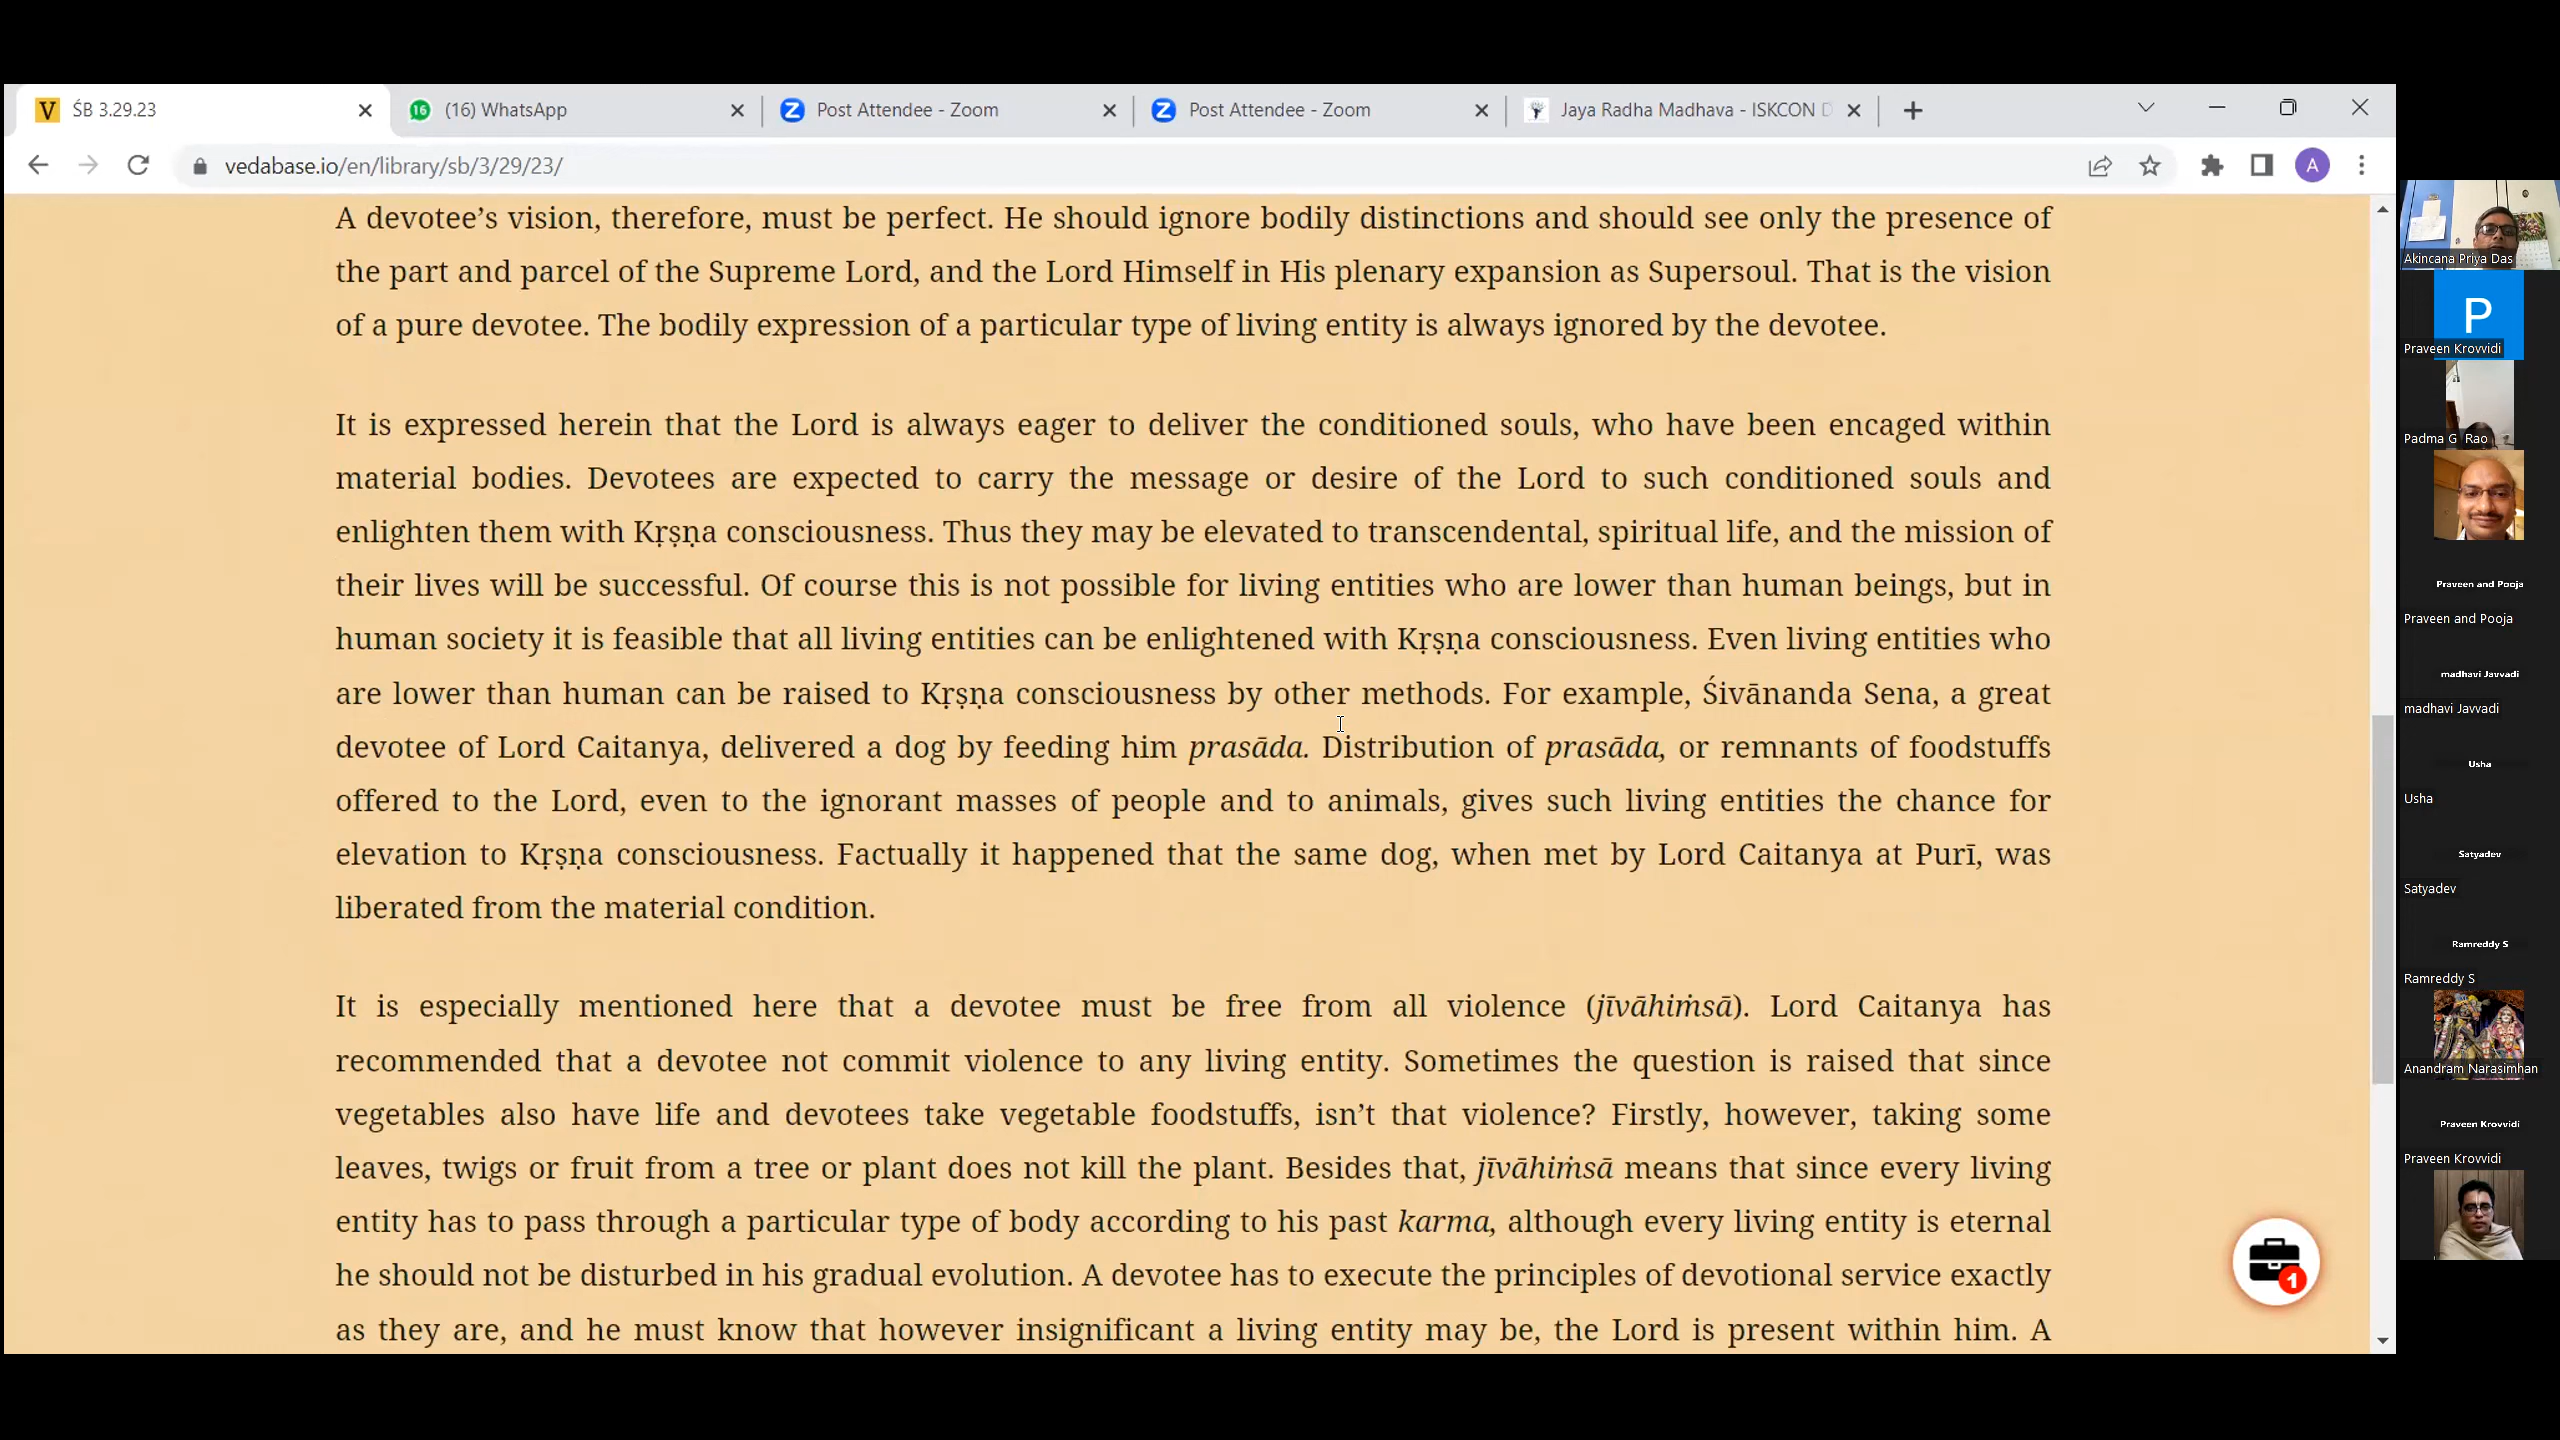 ŚB 3.29.23
16
(16) WhatsApp
Post Attendee - Zoom
Post Attendee - Zoom
Jaya Radha Madhava - ISKCON D
vedabase.io/en/library/sb/3/29/23/
A
A devotee’s vision, therefore, must be perfect. He should ignore bodily distinctions and should see only the presence of
the part and parcel of the Supreme Lord, and the Lord Himself in His plenary expansion as Supersoul. That is the vision
of a pure devotee. The bodily expression of a particular type of living entity is always ignored by the devotee.
It is expressed herein that the Lord is always eager to deliver the conditioned souls, who have been encaged within
material bodies. Devotees are expected to carry the message or desire of the Lord to such conditioned souls and
enlighten them with Kṛṣṇa consciousness. Thus they may be elevated to transcendental, spiritual life, and the mission of
their lives will be successful. Of course this is not possible for living entities who are lower than human beings, but in
human society it is feasible that all living entities can be enlightened with Kṛṣṇa consciousness. Even living entities who
are lower than human can be raised to Kṛṣṇa consciousness by other methods. For example, Śivānanda Sena, a great
devotee of Lord Caitanya, delivered a dog by feeding him prasāda. Distribution of prasāda, or remnants of foodstuffs
offered to the Lord, even to the ignorant masses of people and to animals, gives such living entities the chance for
elevation to Kṛṣṇa consciousness. Factually it happened that the same dog, when met by Lord Caitanya at Purī, was
liberated from the material condition.
It is especially mentioned here that a devotee must be free from all violence (jīvāhiṁsā). Lord Caitanya has
recommended that a devotee not commit violence to any living entity. Sometimes the question is raised that since
vegetables also have life and devotees take vegetable foodstuffs, isn’t that violence? Firstly, however, taking some
leaves, twigs or fruit from a tree or plant does not kill the plant. Besides that, jīvāhiṁsā means that since every living
entity has to pass through a particular type of body according to his past karma, although every living entity is eternal
he should not be disturbed in his gradual evolution. A devotee has to execute the principles of devotional service exactly
as they are, and he must know that however insignificant a living entity may be, the Lord is present within him. A
1
Akincana Priya Das
P
Praveen Krovvidi
Padma G Rao
Praveen and Pooja
Praveen and Pooja
madhavi Javvadi
madhavi Javvadi
Usha
Usha
Satyadev
Satyadev
Ramreddy S
Ramreddy S
Anandram Narasimhan
Praveen Krovvidi
Praveen Krovvidi